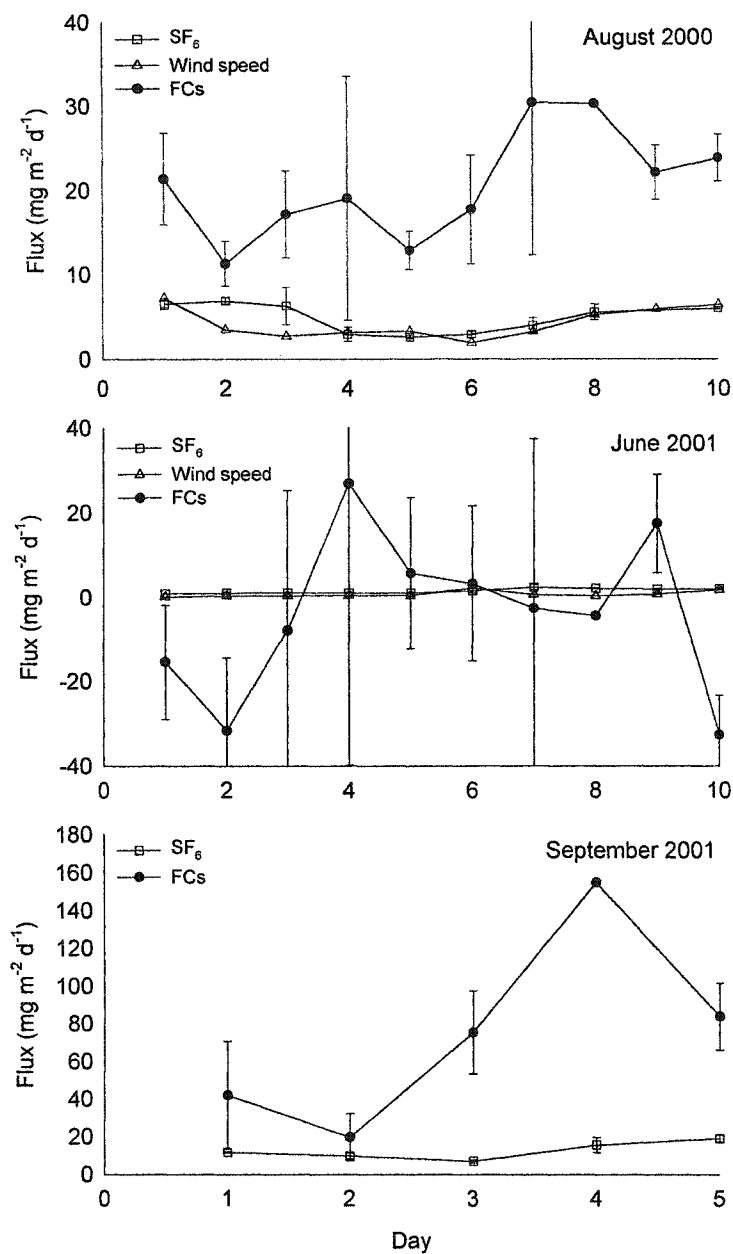 August 2000
SF6
Wind speed
FCs
Flux (mg m-2 d-1)
40
30
20
10
0
0 2 4 6 8 10
June 2001
SF6
Wind speed
FCs
Flux (mg m-2 d-1)
40
20
0
-20
-40
0 2 4 6 8 10
September 2001
SF6
FCs
Flux (mg m-2 d-1)
180
160
140
120
100
80
60
40
20
0
0 1 2 3 4 5
Day